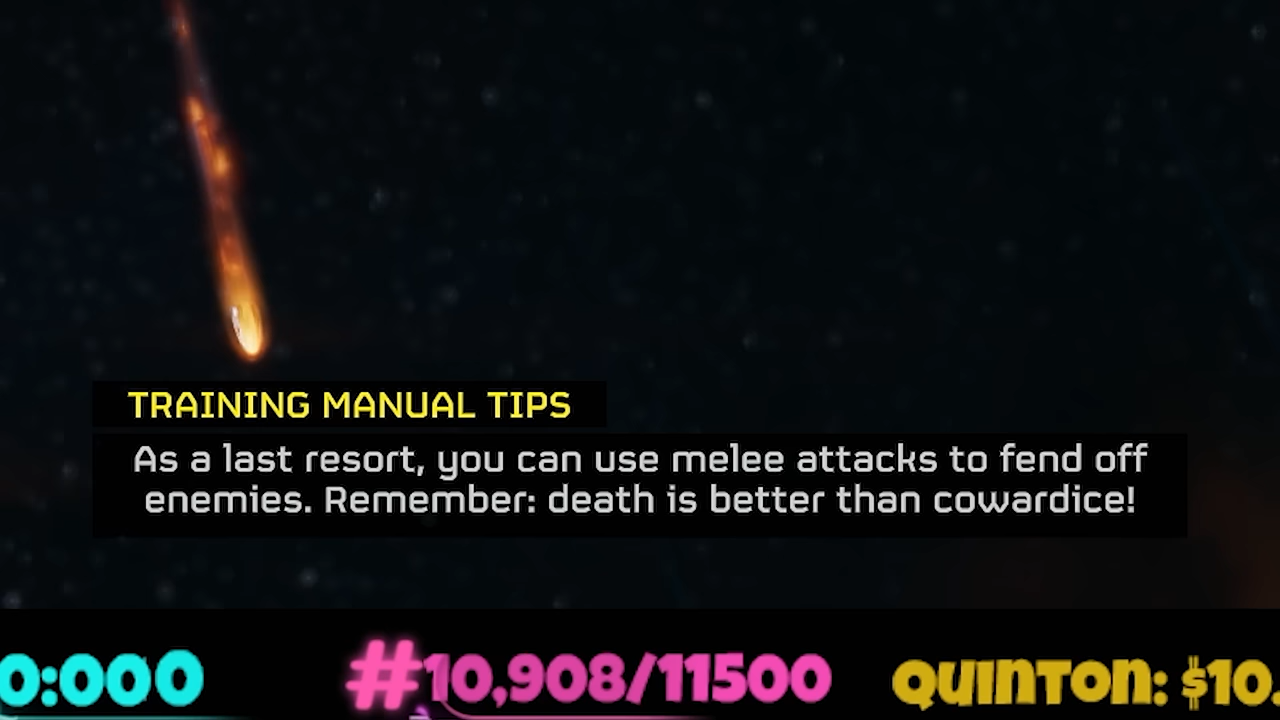 TRAINING MANUAL TIPS
As a last resort, you can use melee attacks to fend off
enemies. Remember: death is better than cowardice!
0:000 #10,908/11500 QUINTON: $10.